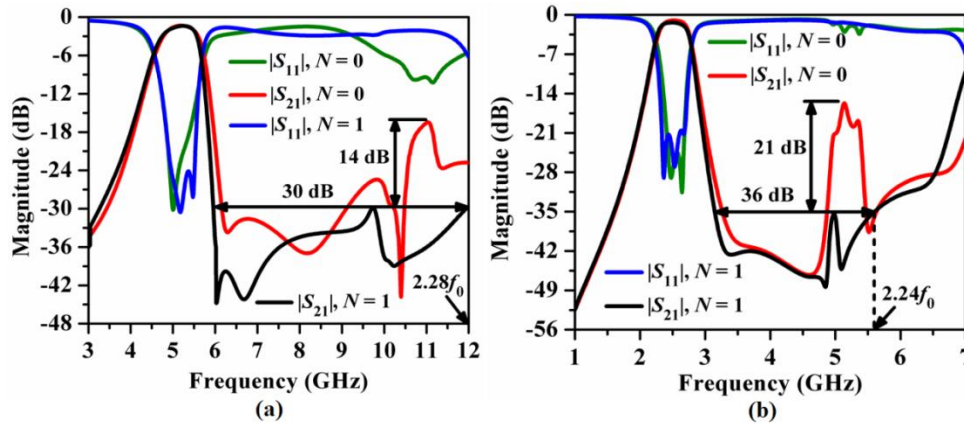 0
-6
-12
-18
-24
-30
-36
-42
-48
Magnitude (dB)
|S11|, N = 0
|S21|, N = 0
|S11|, N = 1
14 dB
30 dB
|S21|, N = 1
2.28f0
3 4 5 6 7 8 9 10 11 12
Frequency (GHz)
(a)
0
-7
-14
-21
-28
-35
-42
-49
-56
Magnitude (dB)
|S11|, N = 0
|S21|, N = 0
21 dB
36 dB
|S11|, N = 1
|S21|, N = 1
2.24f0
1 2 3 4 5 6 7
Frequency (GHz)
(b)